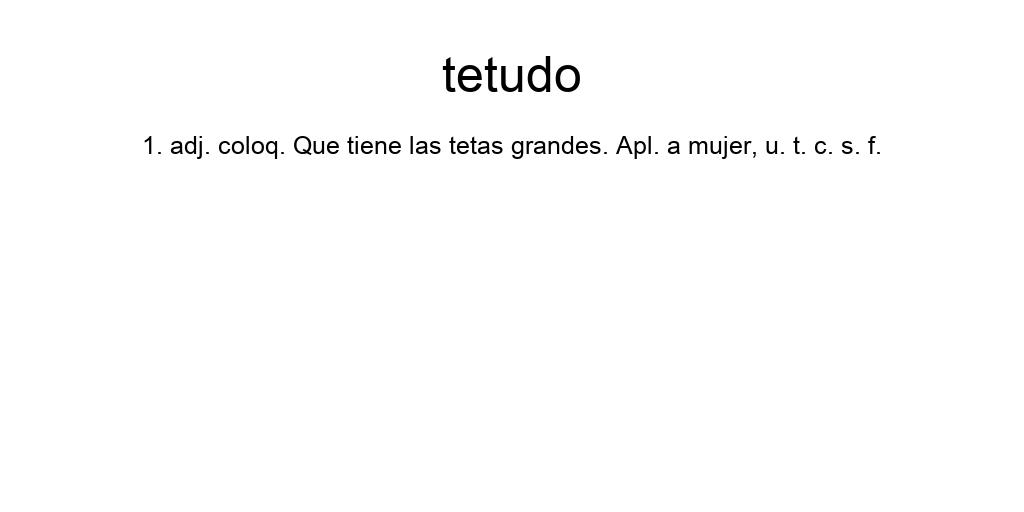 tetudo
1. adj. coloq. Que tiene las tetas grandes. Apl. a mujer, u. t. c. s. f.